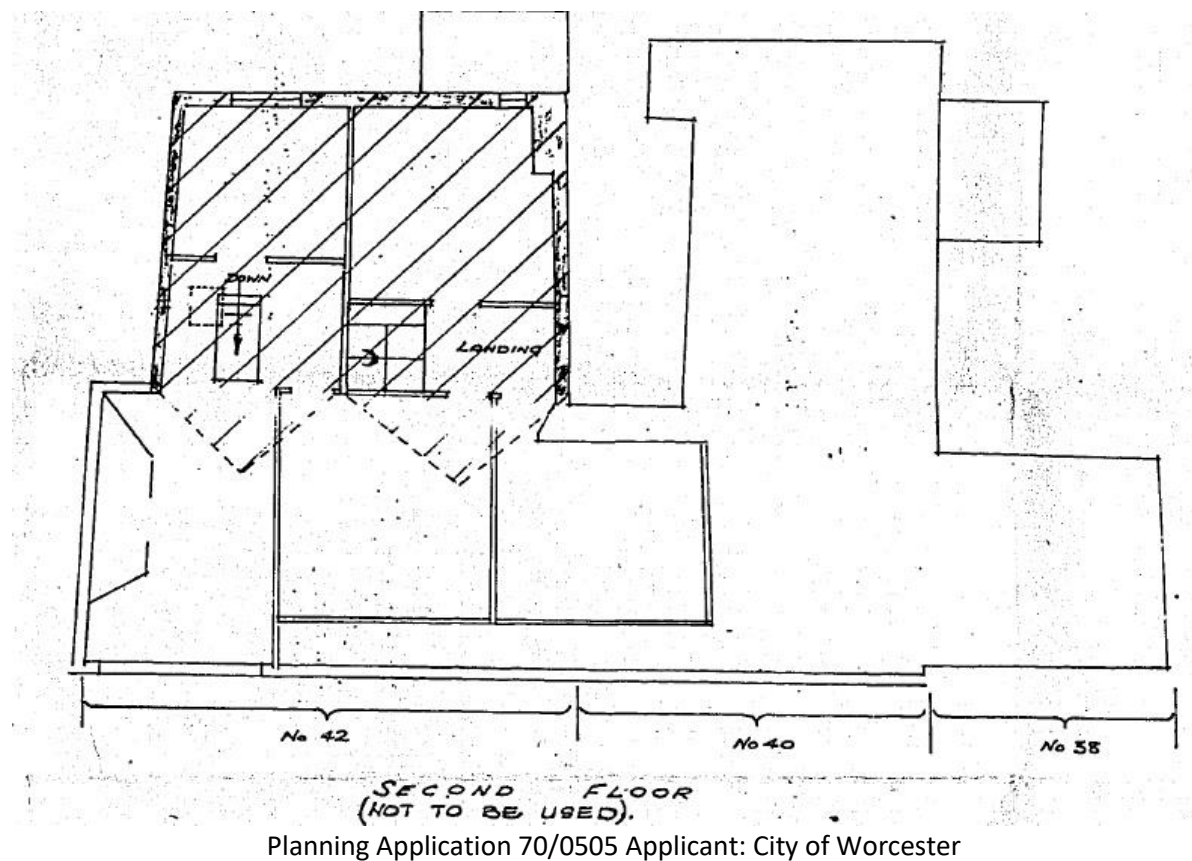 DOWN
LANDING
No 42
No 40
No 38
SECOND FLOOR
(NOT TO BE USED).
Planning Application 70/0505 Applicant: City of Worcester